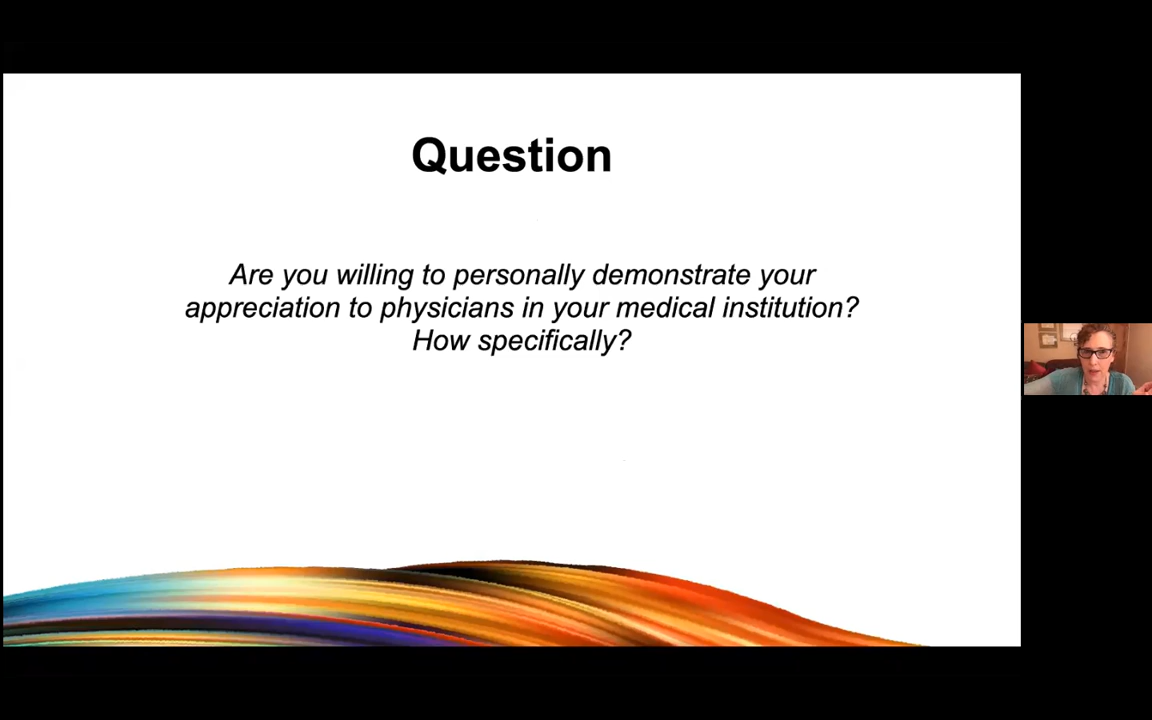 Question
Are you willing to personally demonstrate your
appreciation to physicians in your medical institution?
How specifically?